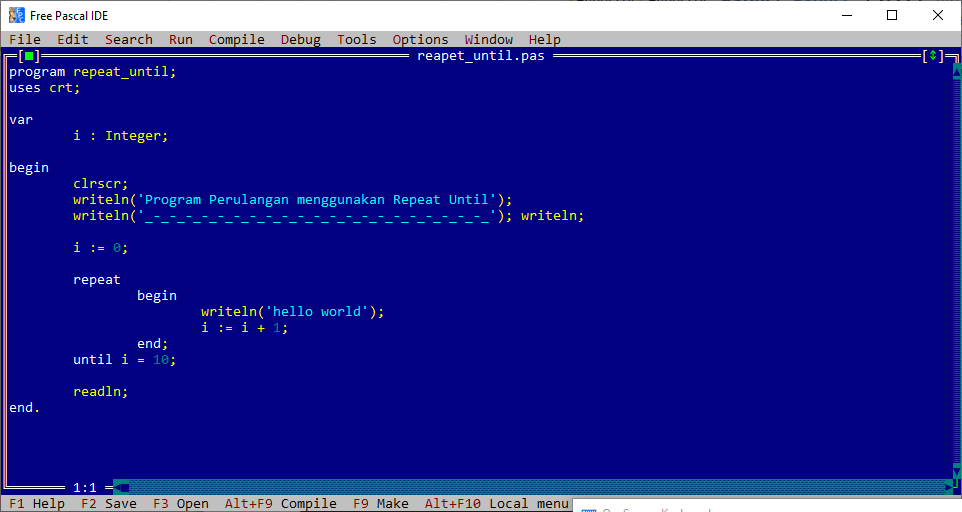 Free Pascal IDE
File Edit Search Run Compile Debug Tools Options Window Help
reapet_until.pas
program repeat_until;
uses crt;
var
i : Integer;
begin
clrscr;
writeln('Program Perulangan menggunakan Repeat Until');
writeln('_-_-_-_-_-_-_-_-_-_-_-_-_-_-_-_-_-_-_-_-_-_'); writeln;
i := 0;
repeat
begin
writeln('hello world');
i := i + 1;
end;
until i = 10;
readln;
end.
1:1
F1 Help F2 Save F3 Open Alt+F9 Compile F9 Make Alt+F10 Local menu